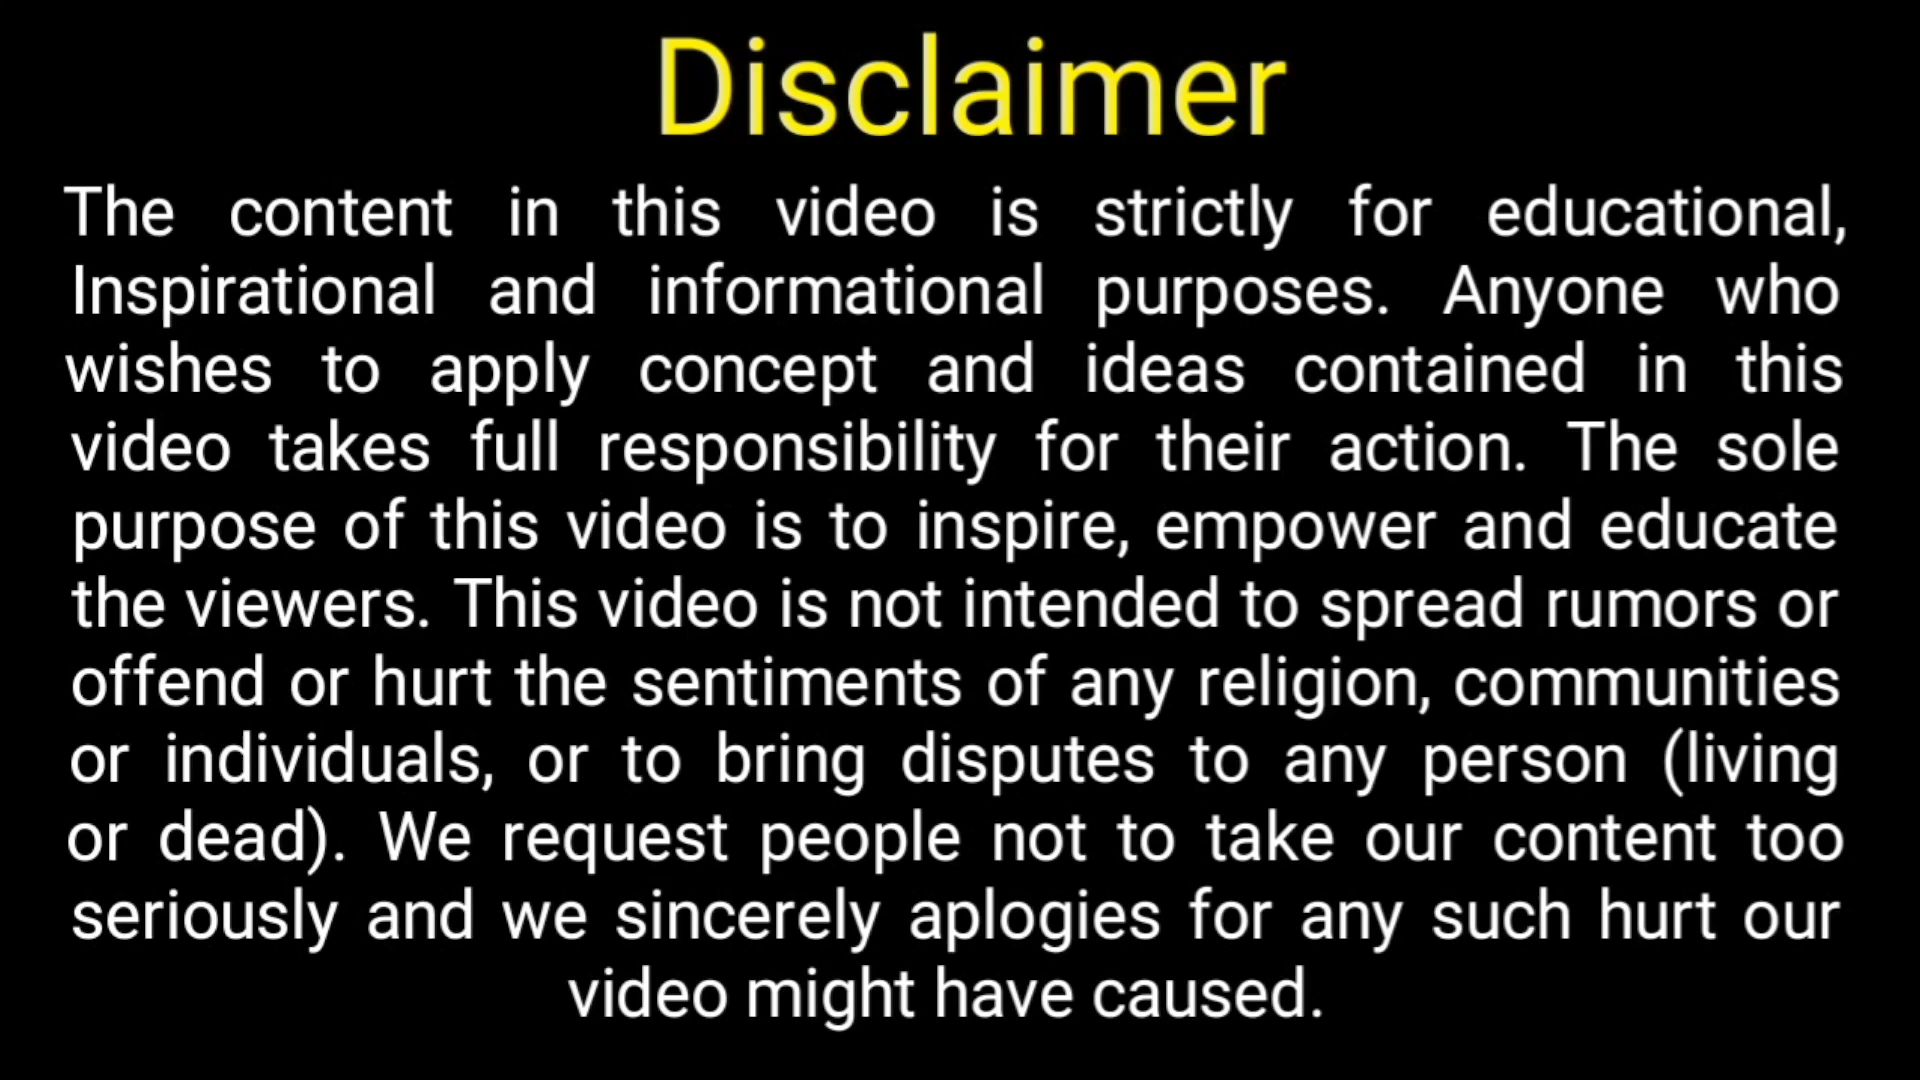 Disclaimer
The content in this video is strictly for educational,
Inspirational and informational purposes. Anyone who
wishes to apply concept and ideas contained in this
video takes full responsibility for their action. The sole
purpose of this video is to inspire, empower and educate
the viewers. This video is not intended to spread rumors or
offend or hurt the sentiments of any religion, communities
or individuals, or to bring disputes to any person (living
or dead). We request people not to take our content too
seriously and we sincerely aplogies for any such hurt our
video might have caused.